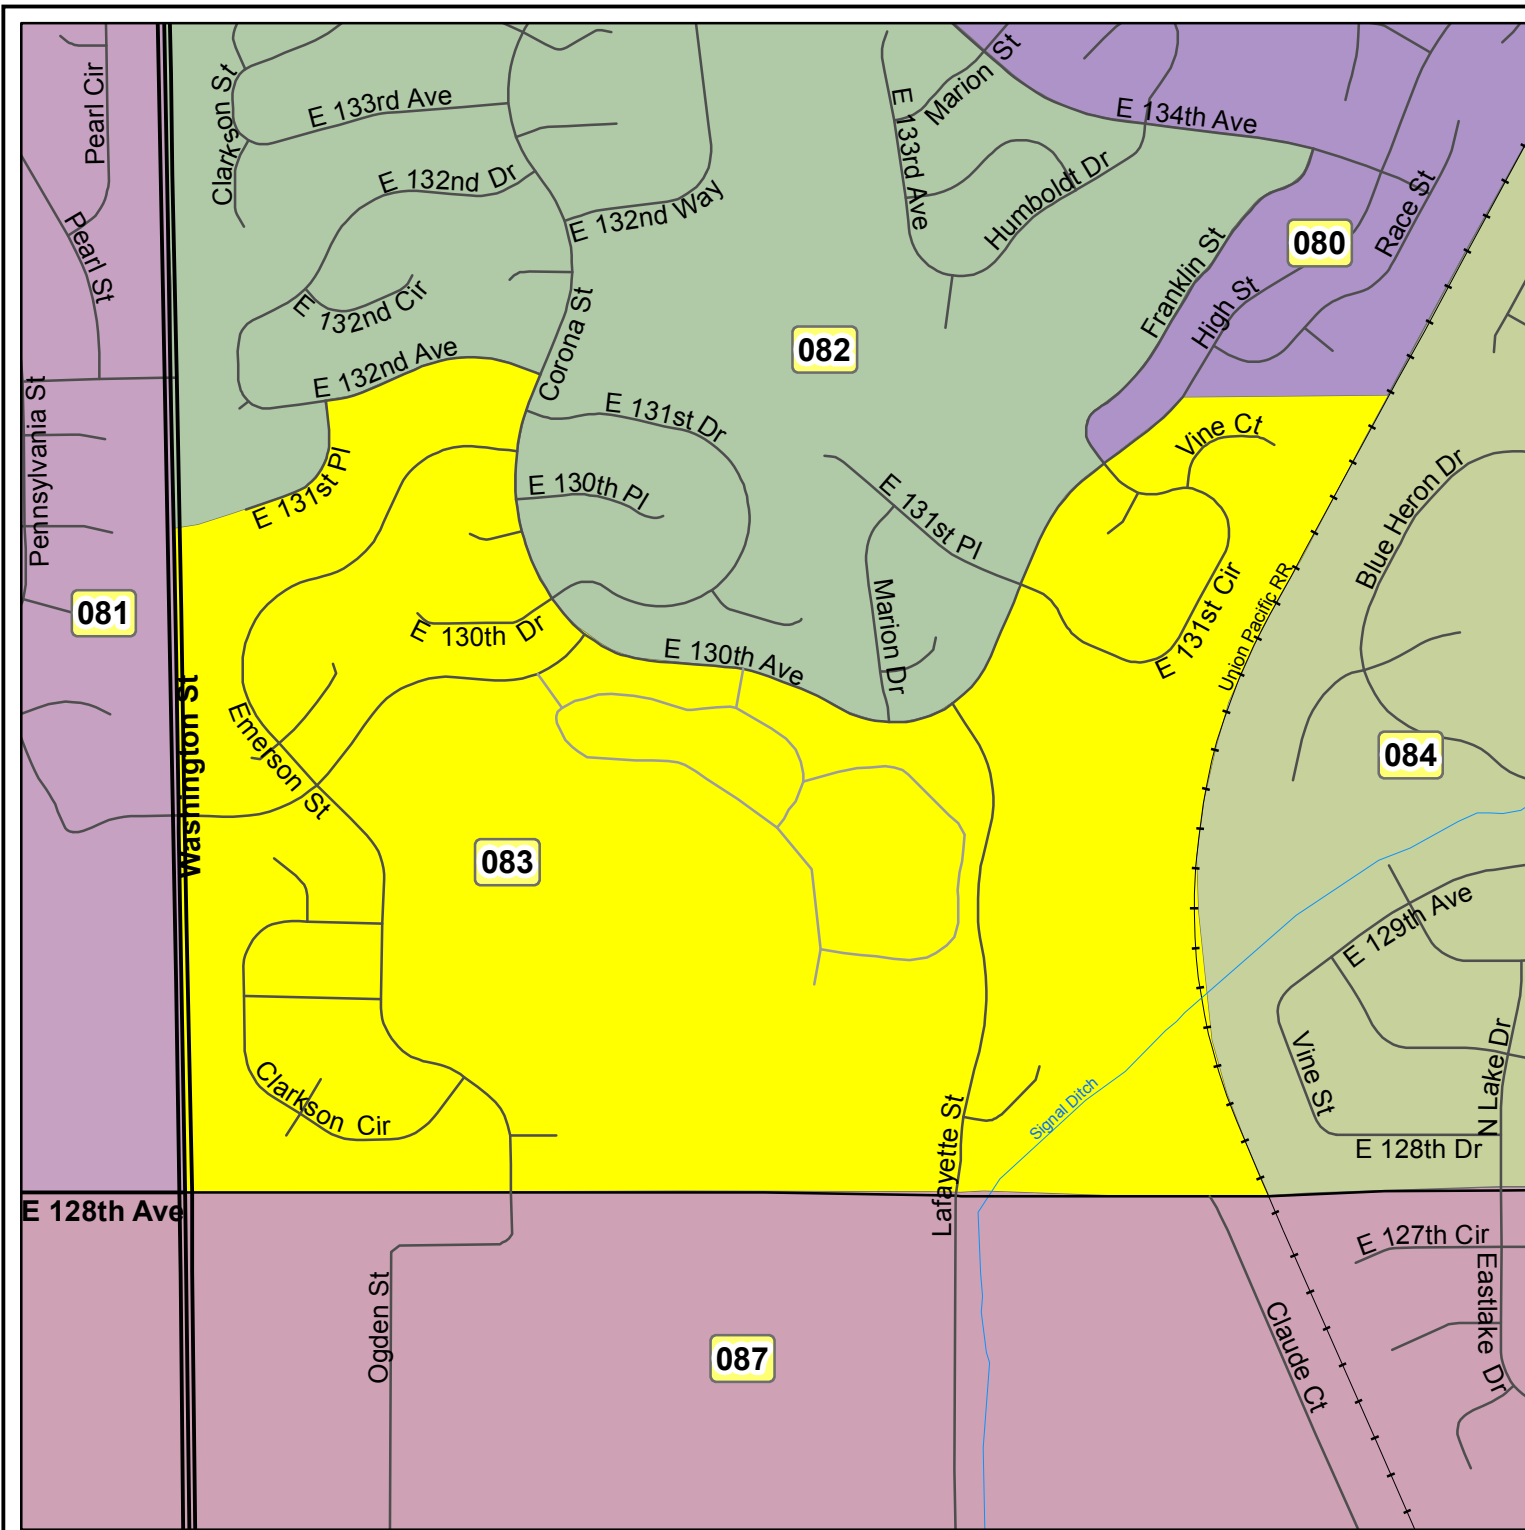 Pearl Cir
Clarkson St
E 133rd Ave
E 133rd Ave
Marion St
E 134th Ave
E 132nd Dr
E 132nd Way
Humboldt Dr
Race St
Pearl St
080
Franklin St
High St
E 132nd Cir
Corona St
082
E 132nd Ave
Pennsylvania St
E 131st Dr
Vine Ct
E 131st Pl
E 130th Pl
E 131st Pl
Blue Heron Dr
081
E 130th Dr
Marion Dr
E 131st Cir
Union Pacific RR
E 130th Ave
Washington St
Emerson St
084
083
E 129th Ave
Clarkson Cir
Vine St
N Lake Dr
Signal Ditch
Lafayette St
E 128th Dr
E 128th Ave
E 127th Cir
Ogden St
Eastlake Dr
Claude Ct
087